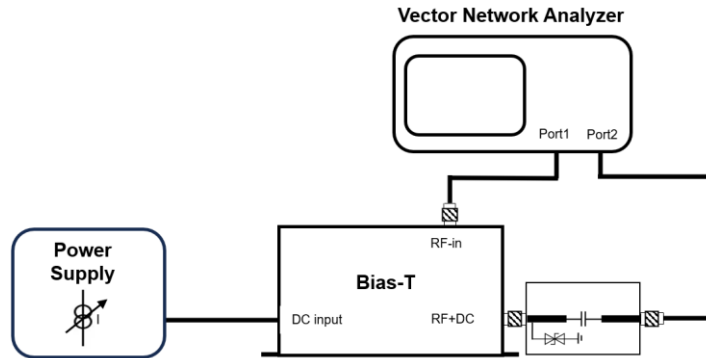 Vector Network Analyzer
Port1 Port2
RF-in
Power
Supply
I
Bias-T
DC input
RF+DC